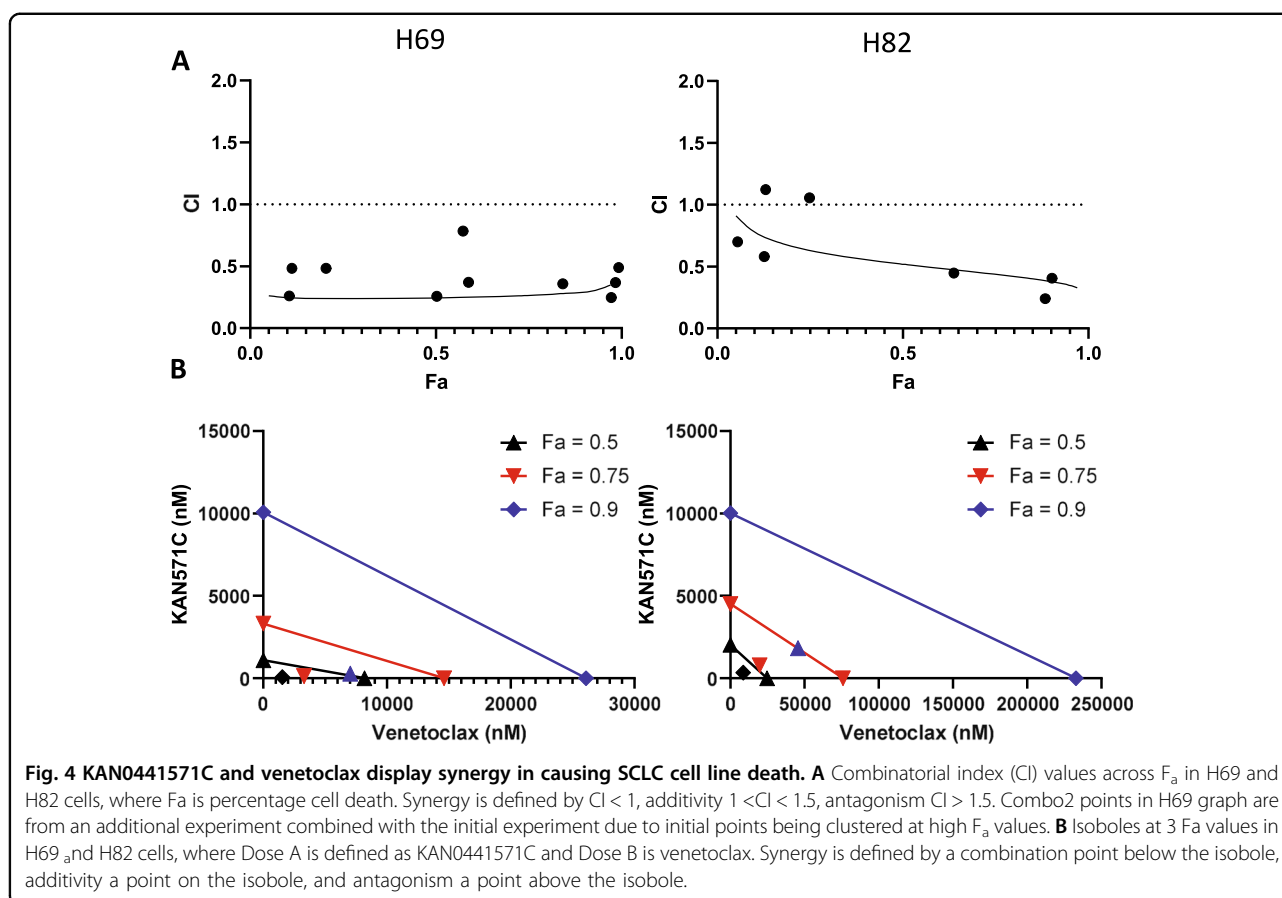 H69
H82
A
2.0
1.5
1.0
0.5
0.0
CI
0.0
0.5
1.0
Fa
2.0
1.5
1.0
0.5
0.0
CI
0.0
0.5
1.0
Fa
B
15000
10000
5000
0
KAN571C (nM)
Fa = 0.5
Fa = 0.75
Fa = 0.9
0
10000
20000
30000
Venetoclax (nM)
15000
10000
5000
0
KAN571C (nM)
Fa = 0.5
Fa = 0.75
Fa = 0.9
0
50000
100000
150000
200000
250000
Venetoclax (nM)
Fig. 4 KAN0441571C and venetoclax display synergy in causing SCLC cell line death. A Combinatorial index (CI) values across Fa in H69 and
H82 cells, where Fa is percentage cell death. Synergy is defined by CI < 1, additivity 1 <CI < 1.5, antagonism CI > 1.5. Combo2 points in H69 graph are
from an additional experiment combined with the initial experiment due to initial points being clustered at high Fa values. B Isoboles at 3 Fa values in
H69 and H82 cells, where Dose A is defined as KAN0441571C and Dose B is venetoclax. Synergy is defined by a combination point below the isobole,
additivity a point on the isobole, and antagonism a point above the isobole.